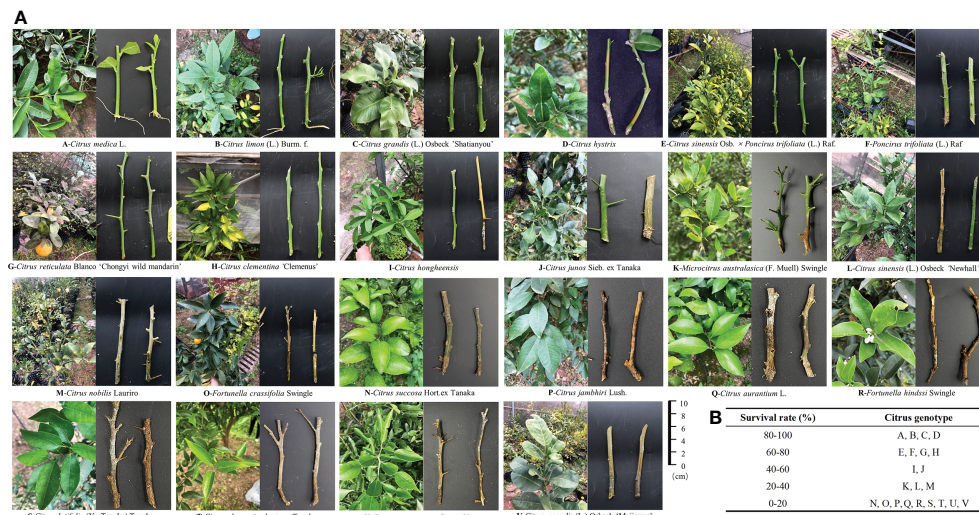 A
A-Citrus medica L.
B-Citrus limon (L.) Burm. f.
C-Citrus grandis (L.) Osbeck 'Shatianyou'
D-Citrus hystrix
E-Citrus sinensis Osb. × Poncirus trifoliata (L.) Raf.
F-Poncirus trifoliata (L.) Raf
G-Citrus reticulata Blanco 'Chongyi wild mandarin'
H-Citrus clementina 'Clemenus'
I-Citrus hongheensis
J-Citrus junos Sieb. ex Tanaka
K-Microcitrus australasica (F. Muell) Swingle
L-Citrus sinensis (L.) Osbeck 'Newhall'
M-Citrus nobilis Lauriro
O-Fortunella crassifolia Swingle
N-Citrus succosa Hort.ex Tanaka
P-Citrus jambhiri Lush.
Q-Citrus aurantium L.
R-Fortunella hindsii Swingle
10
8
6
4
2
0
(cm)
B
Survival rate (%) Citrus genotype
80-100 A, B, C, D
60-80 E, F, G, H
40-60 I, J
20-40 K, L, M
0-20 N, O, P, Q, R, S, T, U, V